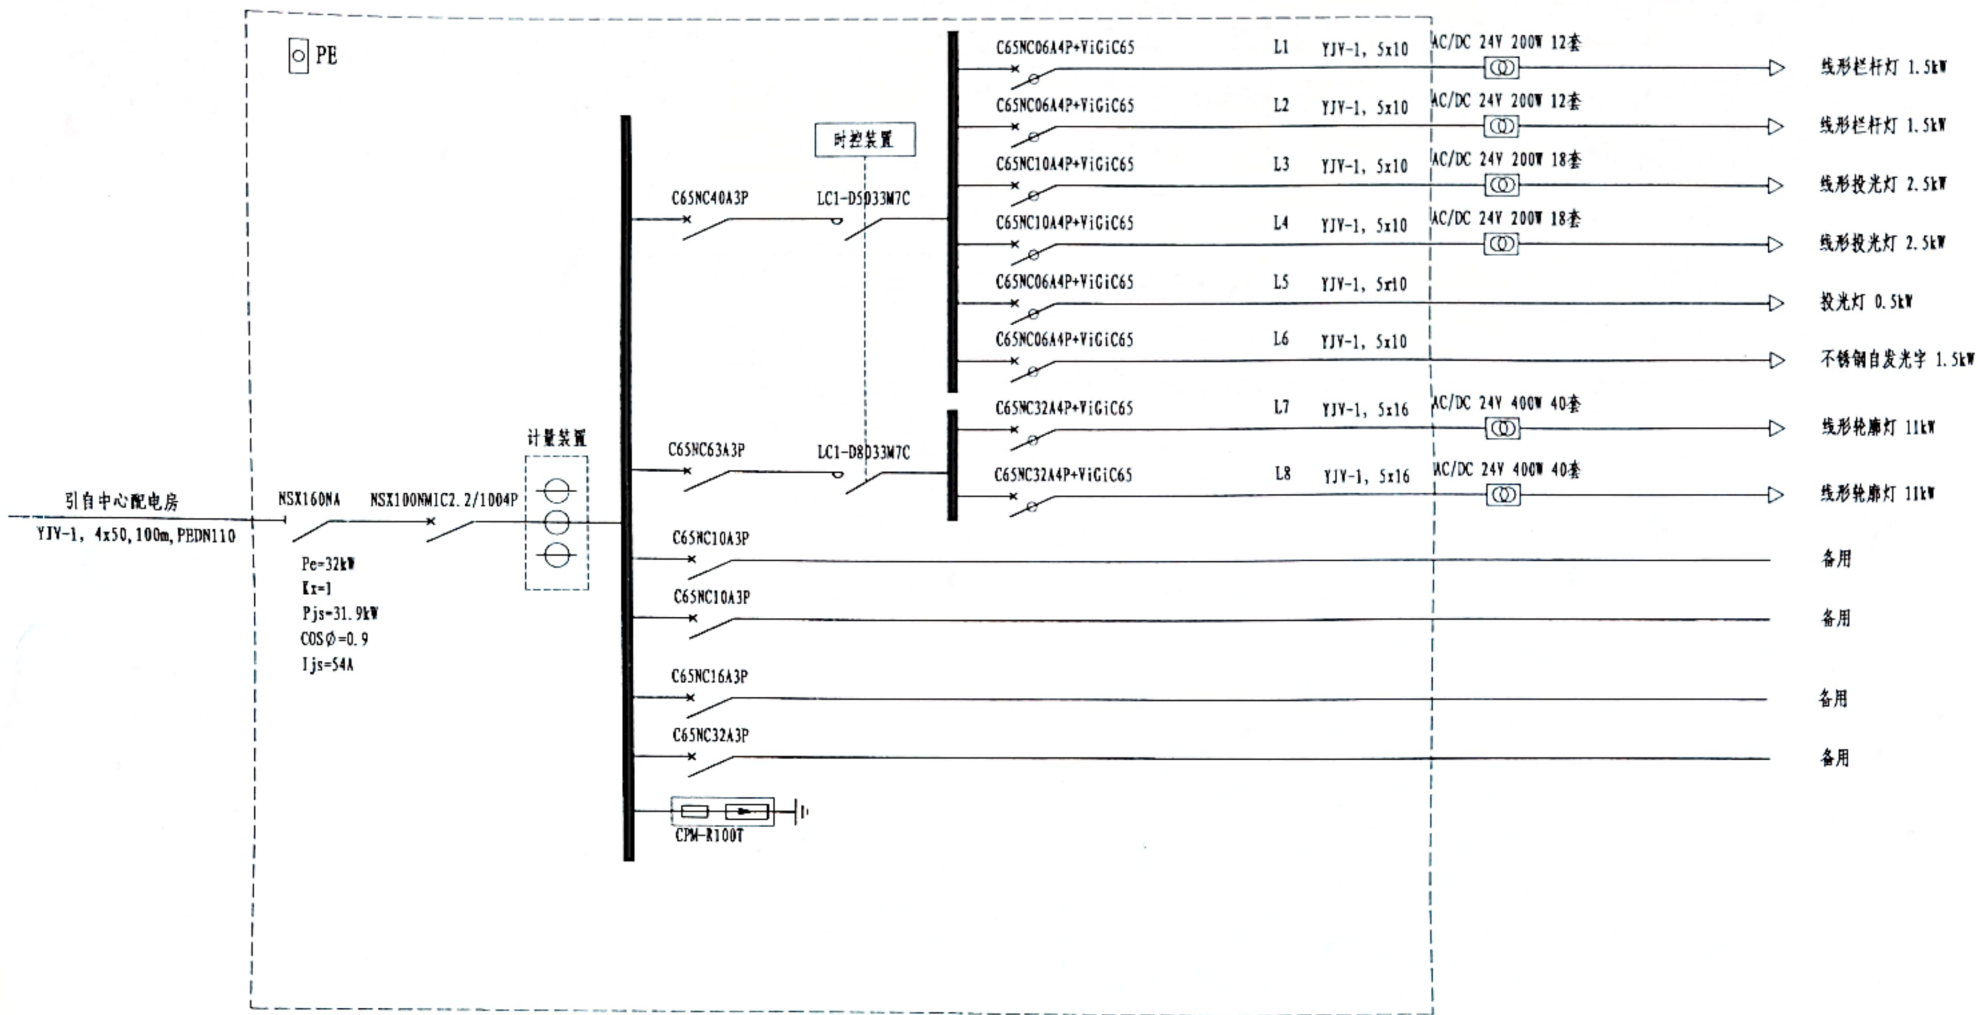 PE
C65NC06A4P+ViGiC65 L1 YJV-1, 5x10 AC/DC 24V 200W 12套 线形栏杆灯 1.5kW
C65NC06A4P+ViGiC65 L2 YJV-1, 5x10 AC/DC 24V 200W 12套 线形栏杆灯 1.5kW
时控装置
C65NC10A4P+ViGiC65 L3 YJV-1, 5x10 AC/DC 24V 200W 18套 线形投光灯 2.5kW
C65NC40A3P LC1-D5033M7C
C65NC10A4P+ViGiC65 L4 YJV-1, 5x10 AC/DC 24V 200W 18套 线形投光灯 2.5kW
C65NC06A4P+ViGiC65 L5 YJV-1, 5x10 投光灯 0.5kW
C65NC06A4P+ViGiC65 L6 YJV-1, 5x10 不锈钢自发光字 1.5kW
C65NC32A4P+ViGiC65 L7 YJV-1, 5x16 AC/DC 24V 400W 40套 线形轮廓灯 11kW
计量装置
C65NC63A3P LC1-D8033M7C
C65NC32A4P+ViGiC65 L8 YJV-1, 5x16 AC/DC 24V 400W 40套 线形轮廓灯 11kW
引自中心配电房
NSX160NA NSX100NMIC2.2/1004P
YJV-1, 4x50,100m,PEDN110
Pe=32kW
Kx=1
Pjs=31.9kW
COSØ=0.9
Ijs=54A
C65NC10A3P 备用
C65NC10A3P 备用
C65NC16A3P 备用
C65NC32A3P 备用
CPM-R100T